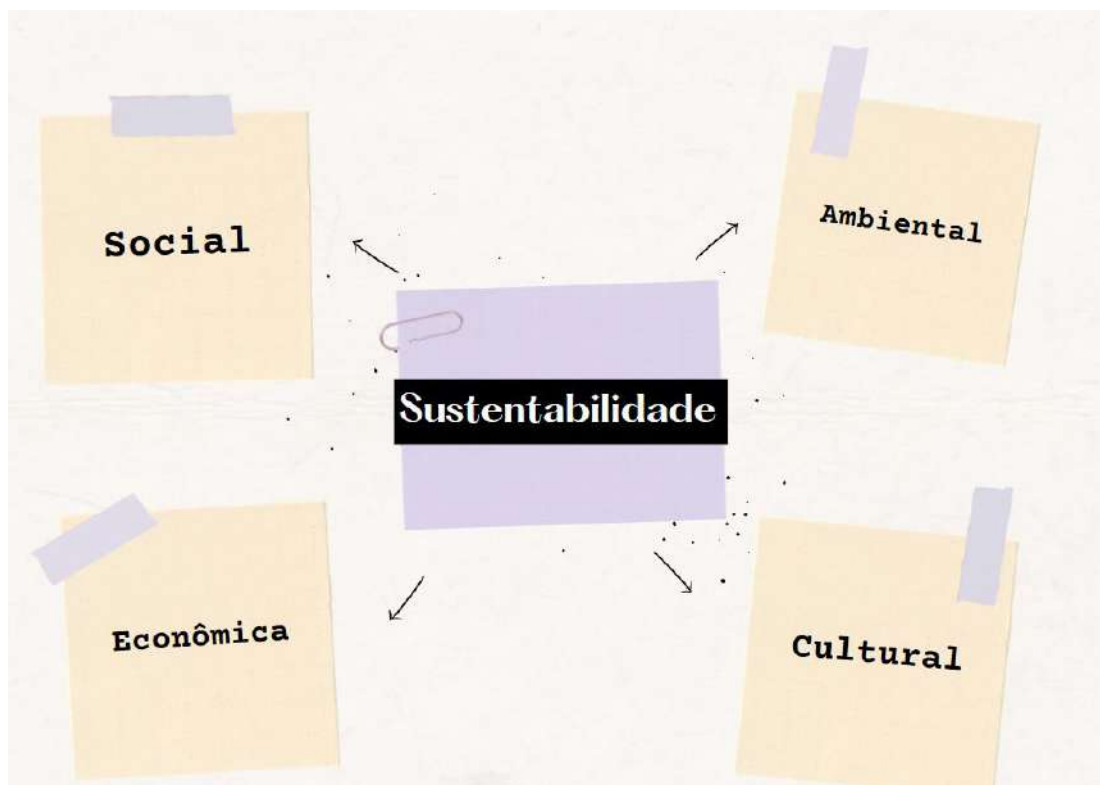 Social
Ambiental
Sustentabilidade
Econômica
Cultural